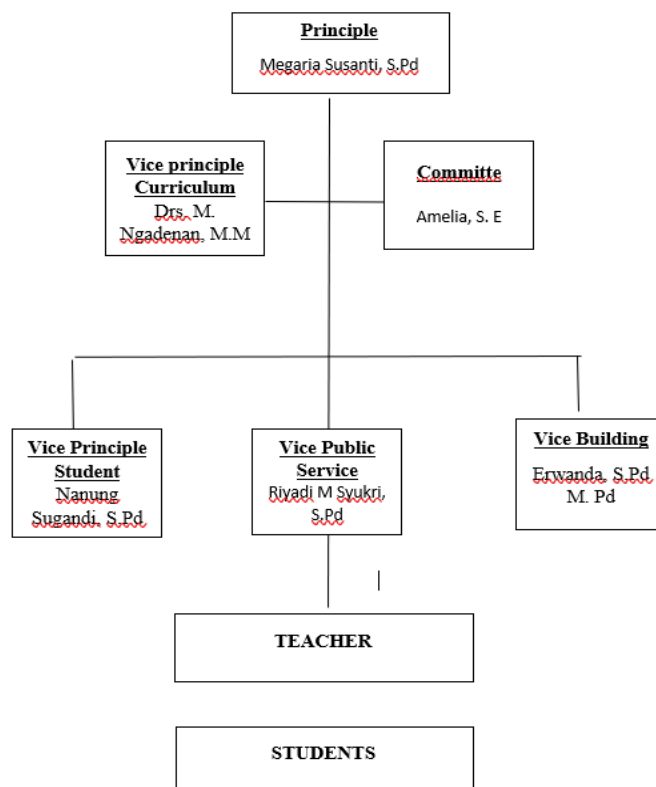 Principle
Megaria Susanti, S.Pd
Vice principle
Curriculum
Drs. M.
Ngadenan, M.M
Committe
Amelia, S. E
Vice Principle
Student
Nanung
Sugandi, S.Pd
Vice Public
Service
Riyadi M Syukri,
S.Pd
Vice Building
Erwanda, S.Pd
M. Pd
TEACHER
STUDENTS